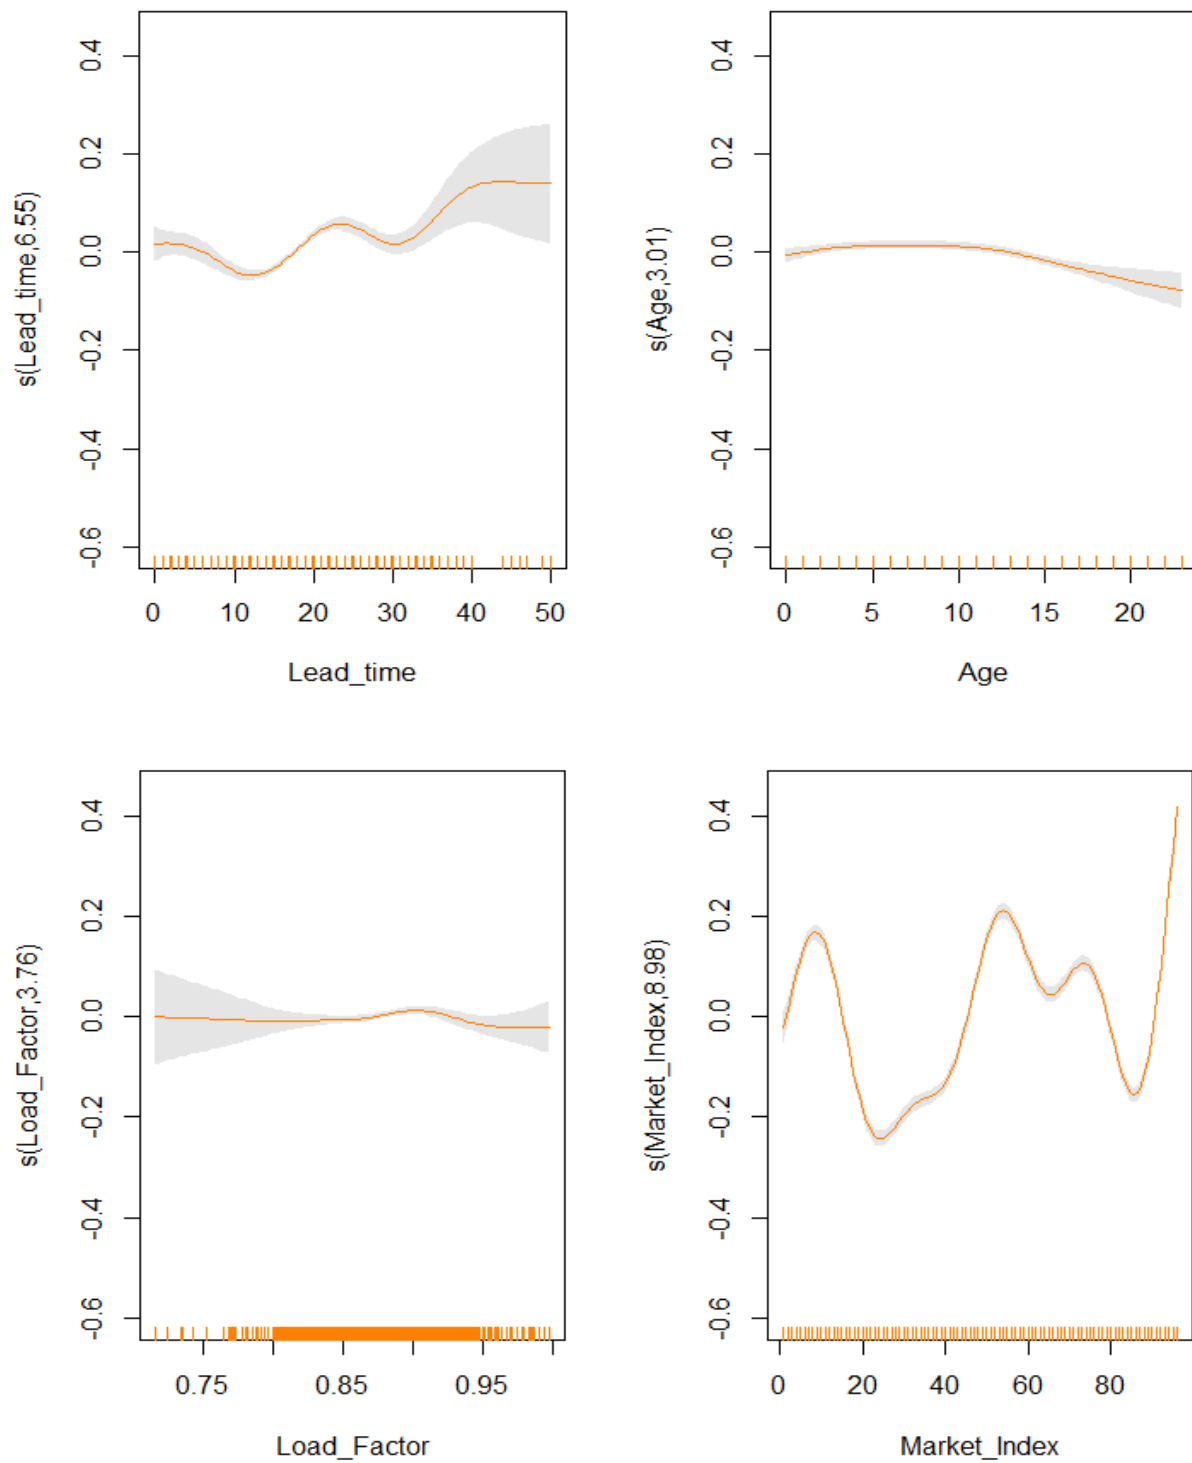 s(Lead_time,6.55)
0.4
0.2
0.0
-0.2
-0.4
-0.6
0 10 20 30 40 50
Lead_time
s(Age,3.01)
0.4
0.2
0.0
-0.2
-0.4
-0.6
0 5 10 15 20
Age
s(Load_Factor,3.76)
0.4
0.2
0.0
-0.2
-0.4
-0.6
0.75 0.85 0.95
Load_Factor
s(Market_Index,8.98)
0.4
0.2
0.0
-0.2
-0.4
-0.6
0 20 40 60 80
Market_Index